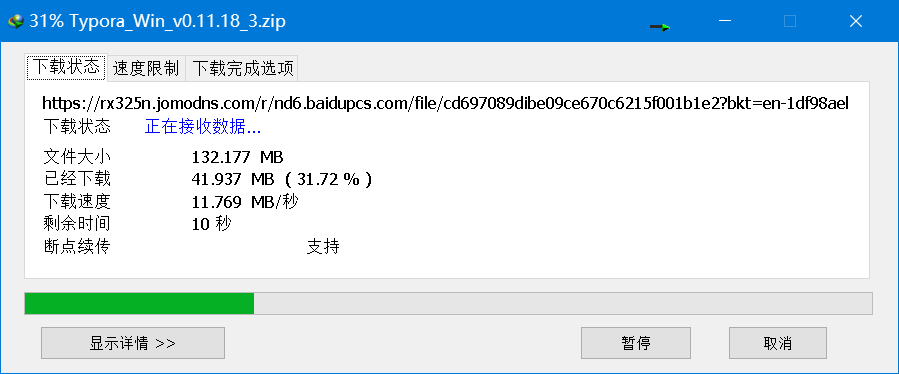 31% Typora_Win_v0.11.18_3.zip
下载状态 速度限制 下载完成选项
https://rx325n.jomodns.com/r/nd6.baidupcs.com/file/cd697089dibe09ce670c6215f001b1e2?bkt=en-1df98ael
下载状态 正在接收数据...
文件大小 132.177 MB
已经下载 41.937 MB ( 31.72 % )
下载速度 11.769 MB/秒
剩余时间 10 秒
断点续传 支持
显示详情 >> 暂停 取消